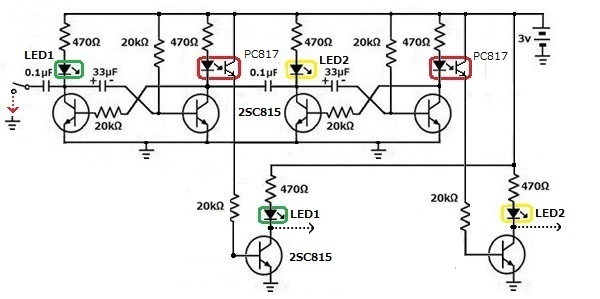 470Ω 20kΩ 470Ω PC817 470Ω 20kΩ 470Ω PC817 3v
LED1 LED2
0.1µF 33µF 0.1µF 33µF
+ - + -
20kΩ 2SC815 20kΩ
470Ω 470Ω
20kΩ LED1 20kΩ LED2
2SC815